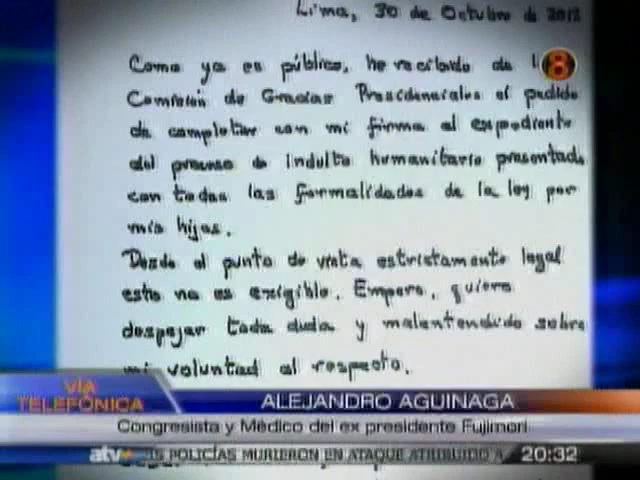 Lima, 30 de Octubre de 2012
Como ya es público, he recibido de l
8
Comisión de Gracias Presidenciales el pedido
de completar con mi firma el expediente
del proceso de indulto humanitario presentado
con todas las formalidades de la ley por
mis hijos.
Desde el punto de vista estrictamente legal
esto no es exigible. Empero, quiero
despejar toda duda y malentendido sobre
mi voluntad al respecto.
VÍA
TELEFÓNICA
ALEJANDRO AGUINAGA
Congresista y Médico del ex presidente Fujimori
atv
POLICÍAS MURIERON EN ATAQUE ATRIBUIDO A
20:32